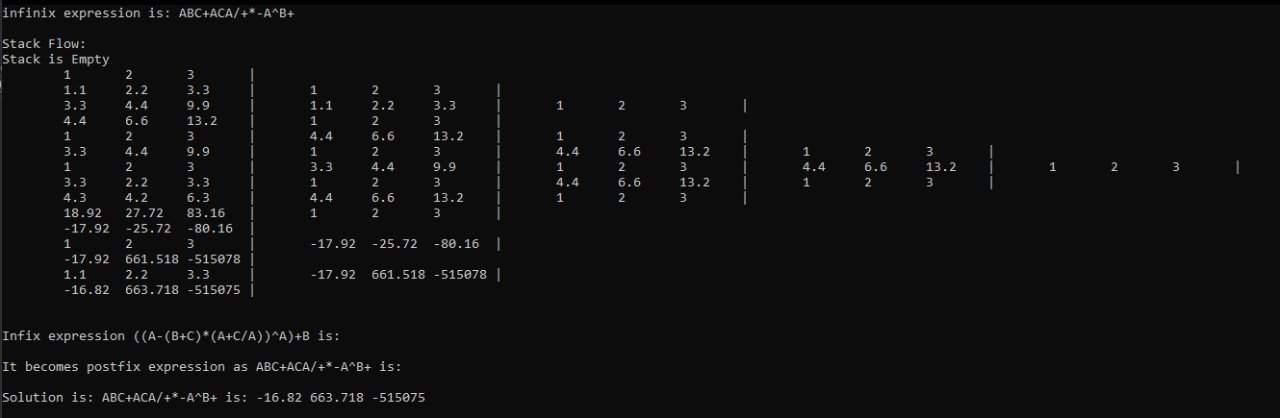 infinix expression is: ABC+ACA/+*-A^B+
Stack Flow:
Stack is Empty
1 2 3 |
1.1 2.2 3.3 | 1 2 3 |
3.3 4.4 9.9 | 1.1 2.2 3.3 | 1 2 3 |
4.4 6.6 13.2 | 1 2 3 |
1 2 3 | 4.4 6.6 13.2 | 1 2 3 |
3.3 4.4 9.9 | 1 2 3 | 4.4 6.6 13.2 | 1 2 3 |
1 2 3 | 3.3 4.4 9.9 | 1 2 3 | 4.4 6.6 13.2 | 1 2 3 |
3.3 2.2 3.3 | 1 2 3 | 4.4 6.6 13.2 | 1 2 3 |
4.3 4.2 6.3 | 4.4 6.6 13.2 | 1 2 3 |
18.92 27.72 83.16 | 1 2 3 |
-17.92 -25.72 -80.16 |
1 2 3 | -17.92 -25.72 -80.16 |
-17.92 661.518 -515078 |
1.1 2.2 3.3 | -17.92 661.518 -515078 |
-16.82 663.718 -515075 |
Infix expression ((A-(B+C)*(A+C/A))^A)+B is:
It becomes postfix expression as ABC+ACA/+*-A^B+ is:
Solution is: ABC+ACA/+*-A^B+ is: -16.82 663.718 -515075